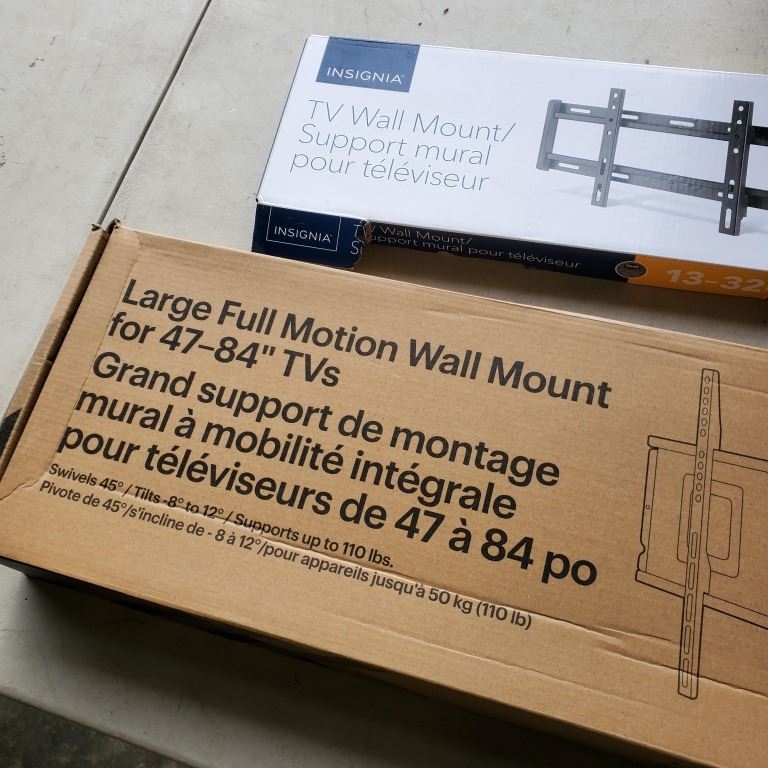 INSIGNIA
TV Wall Mount/
Support mural
pour téléviseur
INSIGNIA
Wall Mount/
Support mural pour téléviseur
13-32
Large Full Motion Wall Mount
for 47–84" TVs
Grand support de montage
mural à mobilité intégrale
pour téléviseurs de 47 à 84 po
Swivels 45° / Tilts -8° to 12° / Supports up to 110 lbs.
Pivote de 45°/s'incline de - 8 à 12°/pour appareils jusqu'à 50 kg (110 lb)